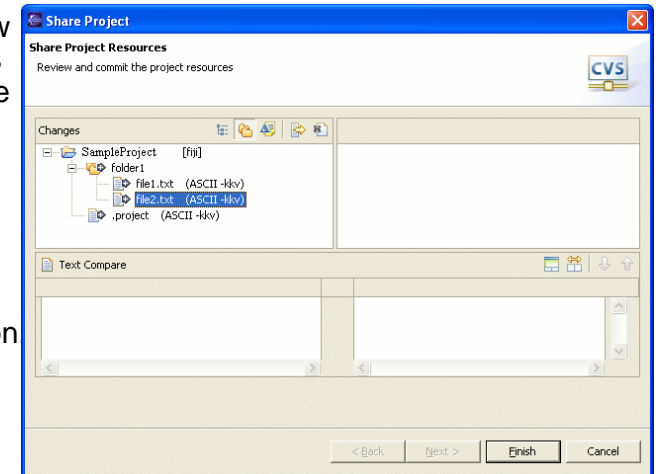 w
Share Project
Share Project Resources
s
Review and commit the project resources
CVS
e
Changes
SampleProject [fiji]
folder1
file1.txt (ASCII -kkv)
file2.txt (ASCII -kkv)
.project (ASCII -kkv)
Text Compare
on.
< Back Next > Finish Cancel